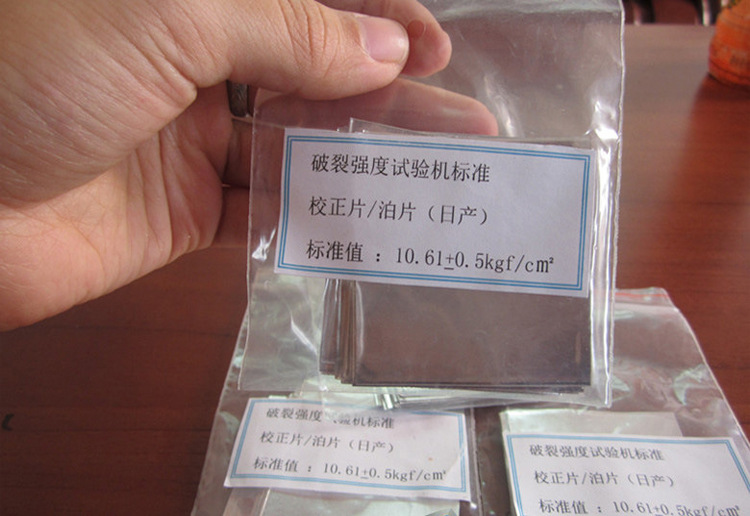 破裂强度试验机标准
校正片/泊片（日产）
标准值 ：10.61±0.5kgf/cm²
破裂强度试验机标准
校正片/泊片（日产）
标准值 ：10.61±0.5kgf/cm²
破裂强度试验机标准
校正片/泊片（日产）
标准值 ：10.61±0.5kgf/cm²